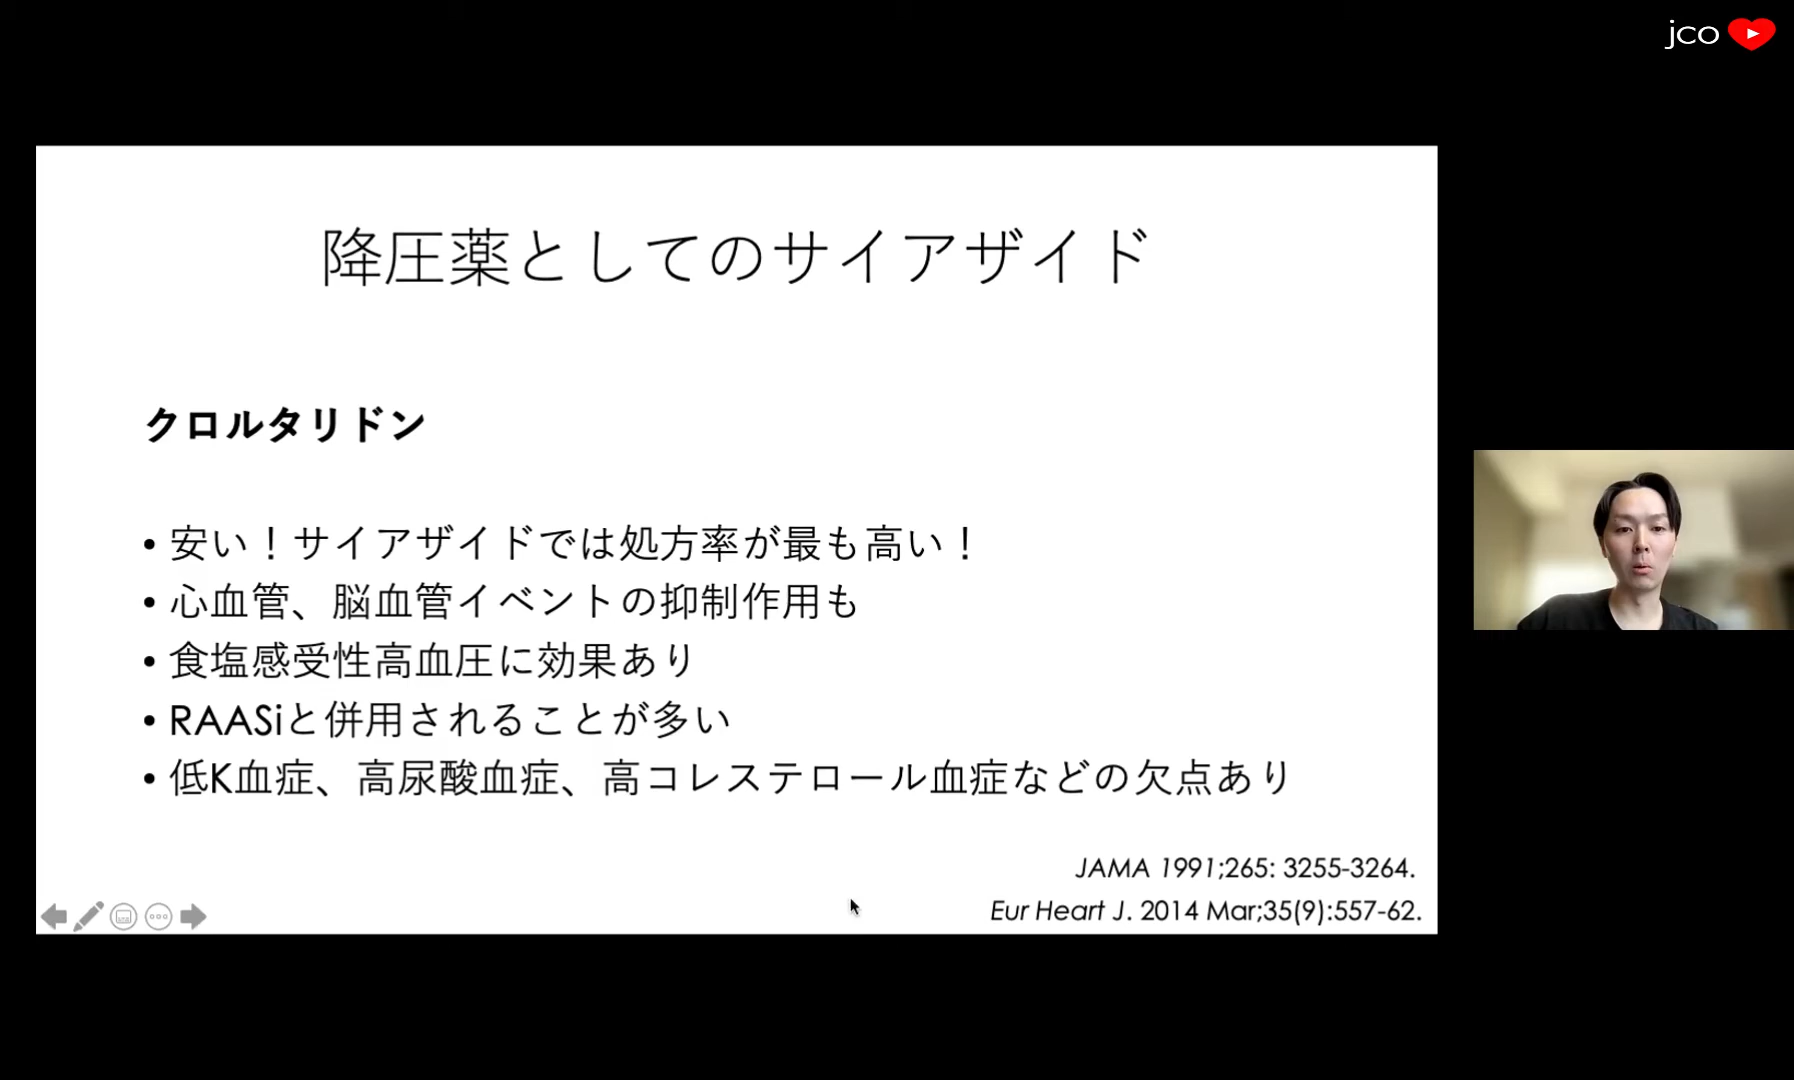 jco
降圧薬としてのサイアザイド
クロルタリドン
• 安い！サイアザイドでは処方率が最も高い！
• 心血管、脳血管イベントの抑制作用も
• 食塩感受性高血圧に効果あり
• RAASiと併用されることが多い
• 低K血症、高尿酸血症、高コレステロール血症などの欠点あり
JAMA 1991;265: 3255-3264.
Eur Heart J. 2014 Mar;35(9):557-62.